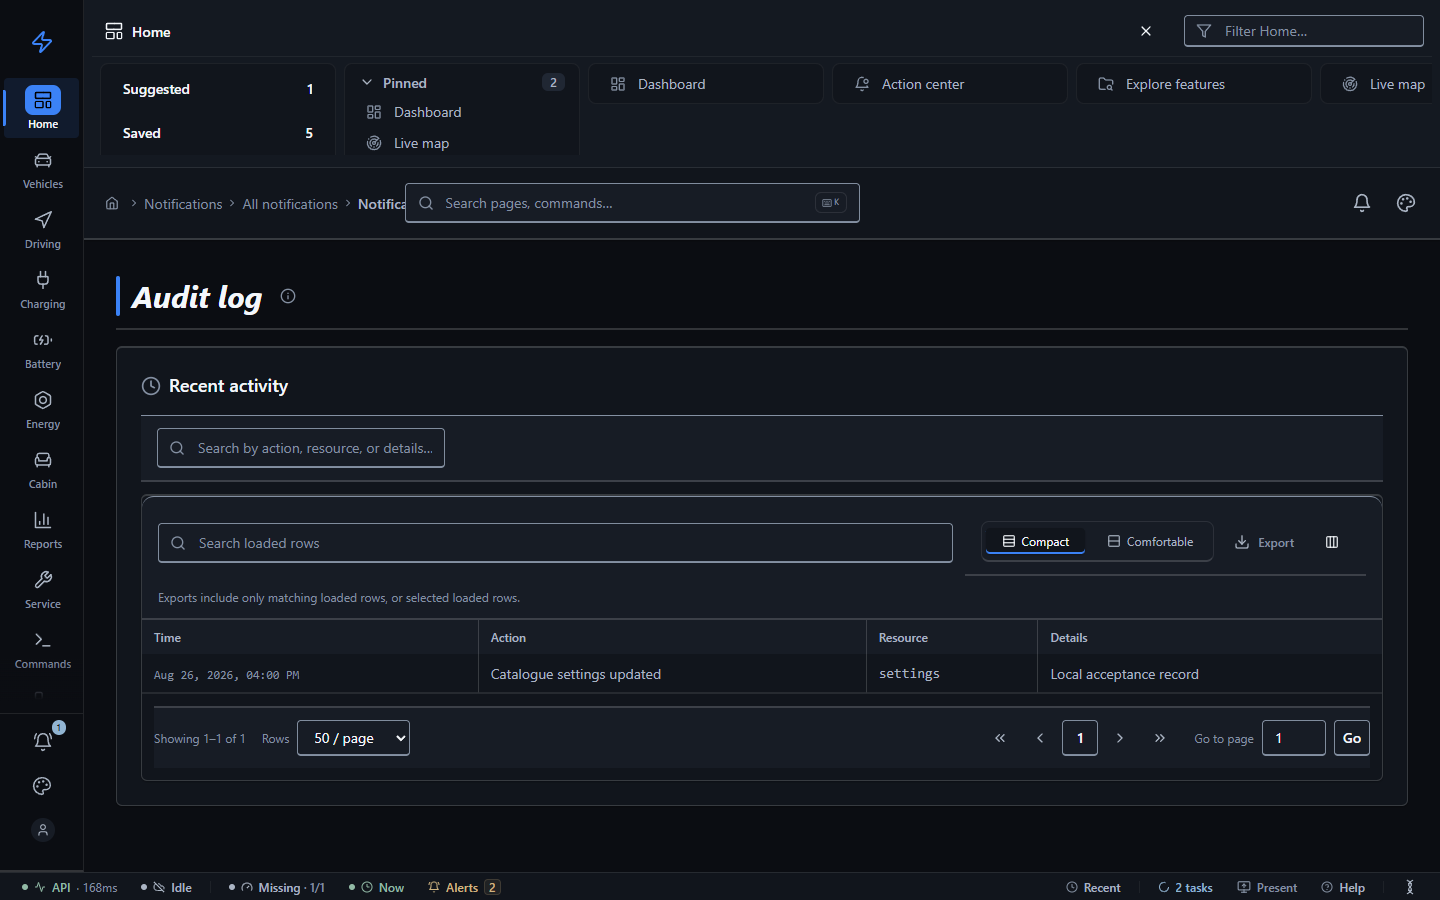 Home
Filter Home...
Suggested 1
Saved 5
Pinned 2
Dashboard
Live map
Dashboard
Action center
Explore features
Live map
Home
Vehicles
Driving
Charging
Battery
Energy
Cabin
Reports
Service
Commands
1
Notifications
All notifications
Notifica
Search pages, commands...
K
Audit log
Recent activity
Search by action, resource, or details...
Search loaded rows
Compact
Comfortable
Export
Exports include only matching loaded rows, or selected loaded rows.
Time Action Resource Details
Aug 26, 2026, 04:00 PM Catalogue settings updated settings Local acceptance record
Showing 1–1 of 1 Rows 50 / page 1 Go to page 1 Go
API · 168ms Idle Missing · 1/1 Now Alerts 2 Recent 2 tasks Present Help